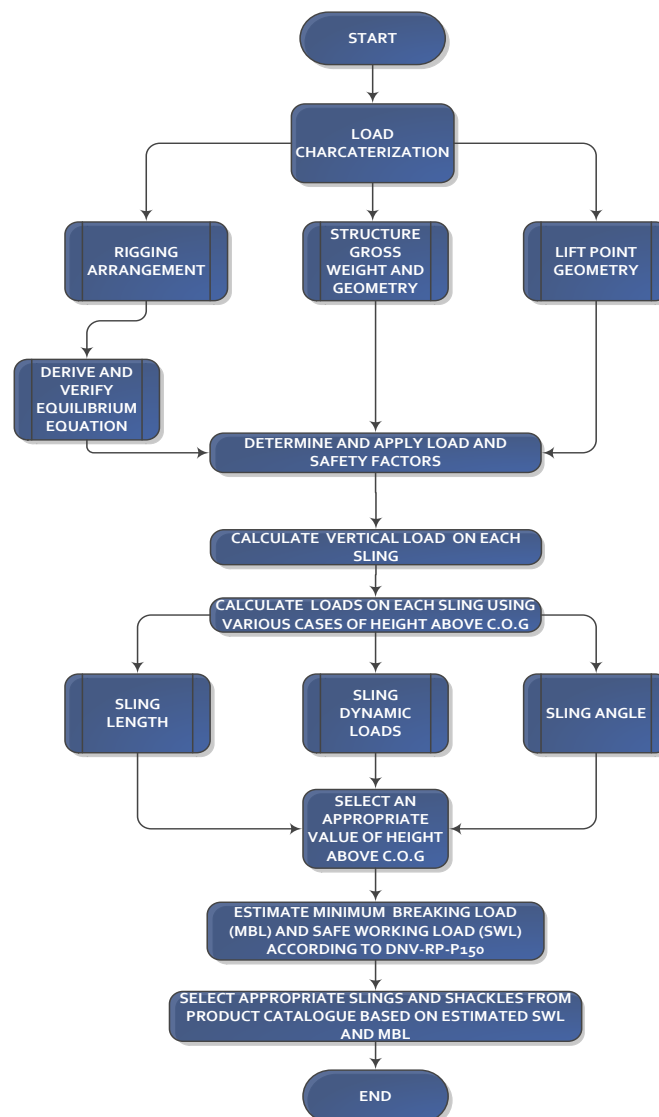 START
LOAD
CHARCATERIZATION
RIGGING
ARRANGEMENT
STRUCTURE
GROSS
WEIGHT AND
GEOMETRY
LIFT POINT
GEOMETRY
DERIVE AND
VERIFY
EQUILIBRIUM
EQUATION
DETERMINE AND APPLY LOAD AND
SAFETY FACTORS
CALCULATE VERTICAL LOAD ON EACH
SLING
CALCULATE LOADS ON EACH SLING USING
VARIOUS CASES OF HEIGHT ABOVE C.O.G
SLING
LENGTH
SLING
DYNAMIC
LOADS
SLING ANGLE
SELECT AN
APPROPRIATE
VALUE OF HEIGHT
ABOVE C.O.G
ESTIMATE MINIMUM BREAKING LOAD
(MBL) AND SAFE WORKING LOAD (SWL)
ACCORDING TO DNV-RP-P150
SELECT APPROPRIATE SLINGS AND SHACKLES FROM
PRODUCT CATALOGUE BASED ON ESTIMATED SWL
AND MBL
END